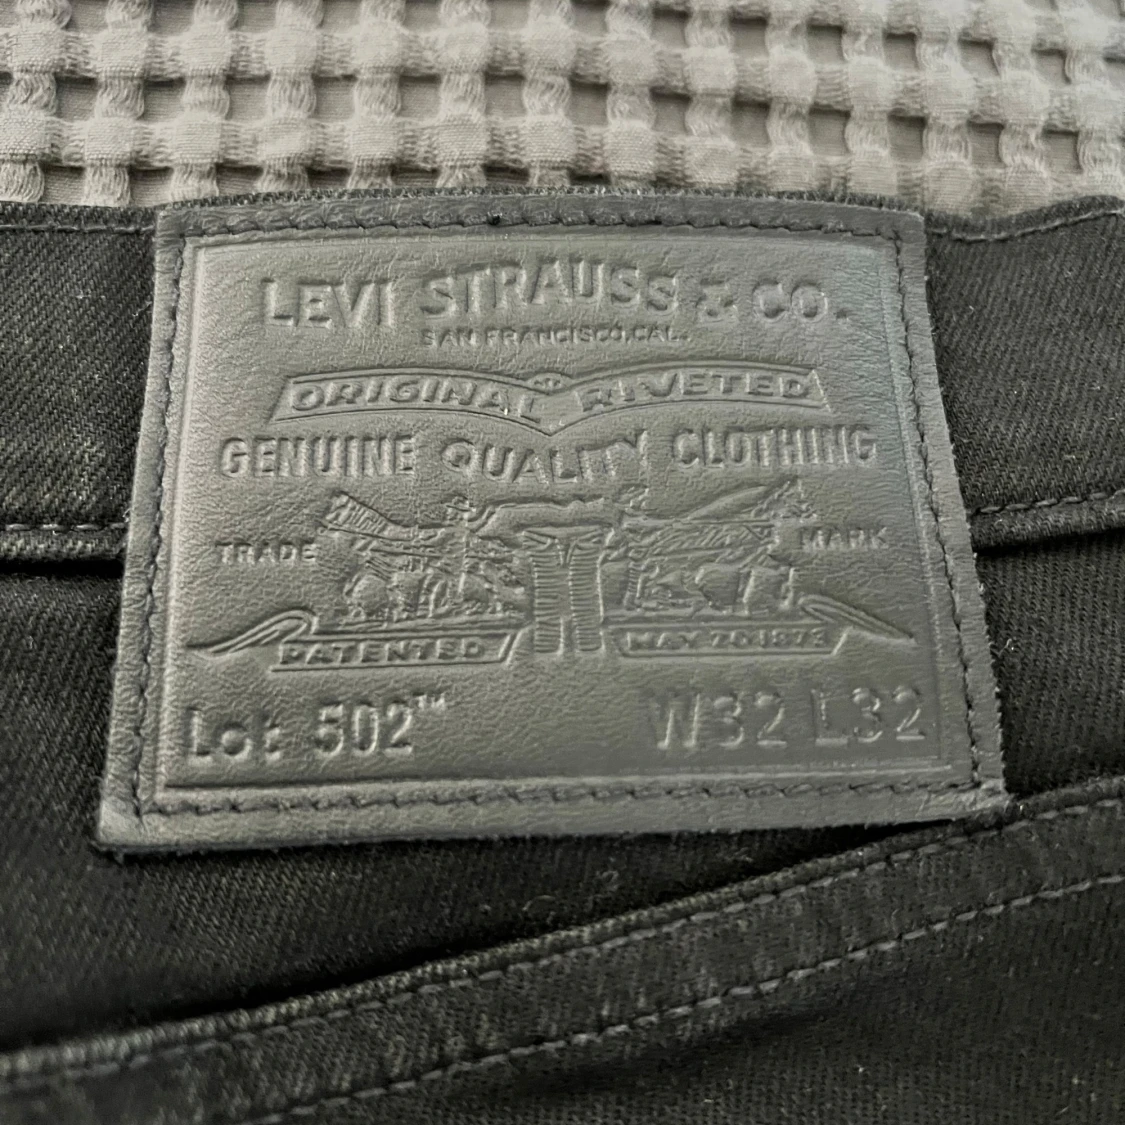 LEVI STRAUSS & CO.
SAN FRANCISCO, CAL.
ORIGINAL RIVETED
GENUINE QUALITY CLOTHING
TRADE MARK
PATENTED MAY 20 1873
Lot 502™ W32 L32